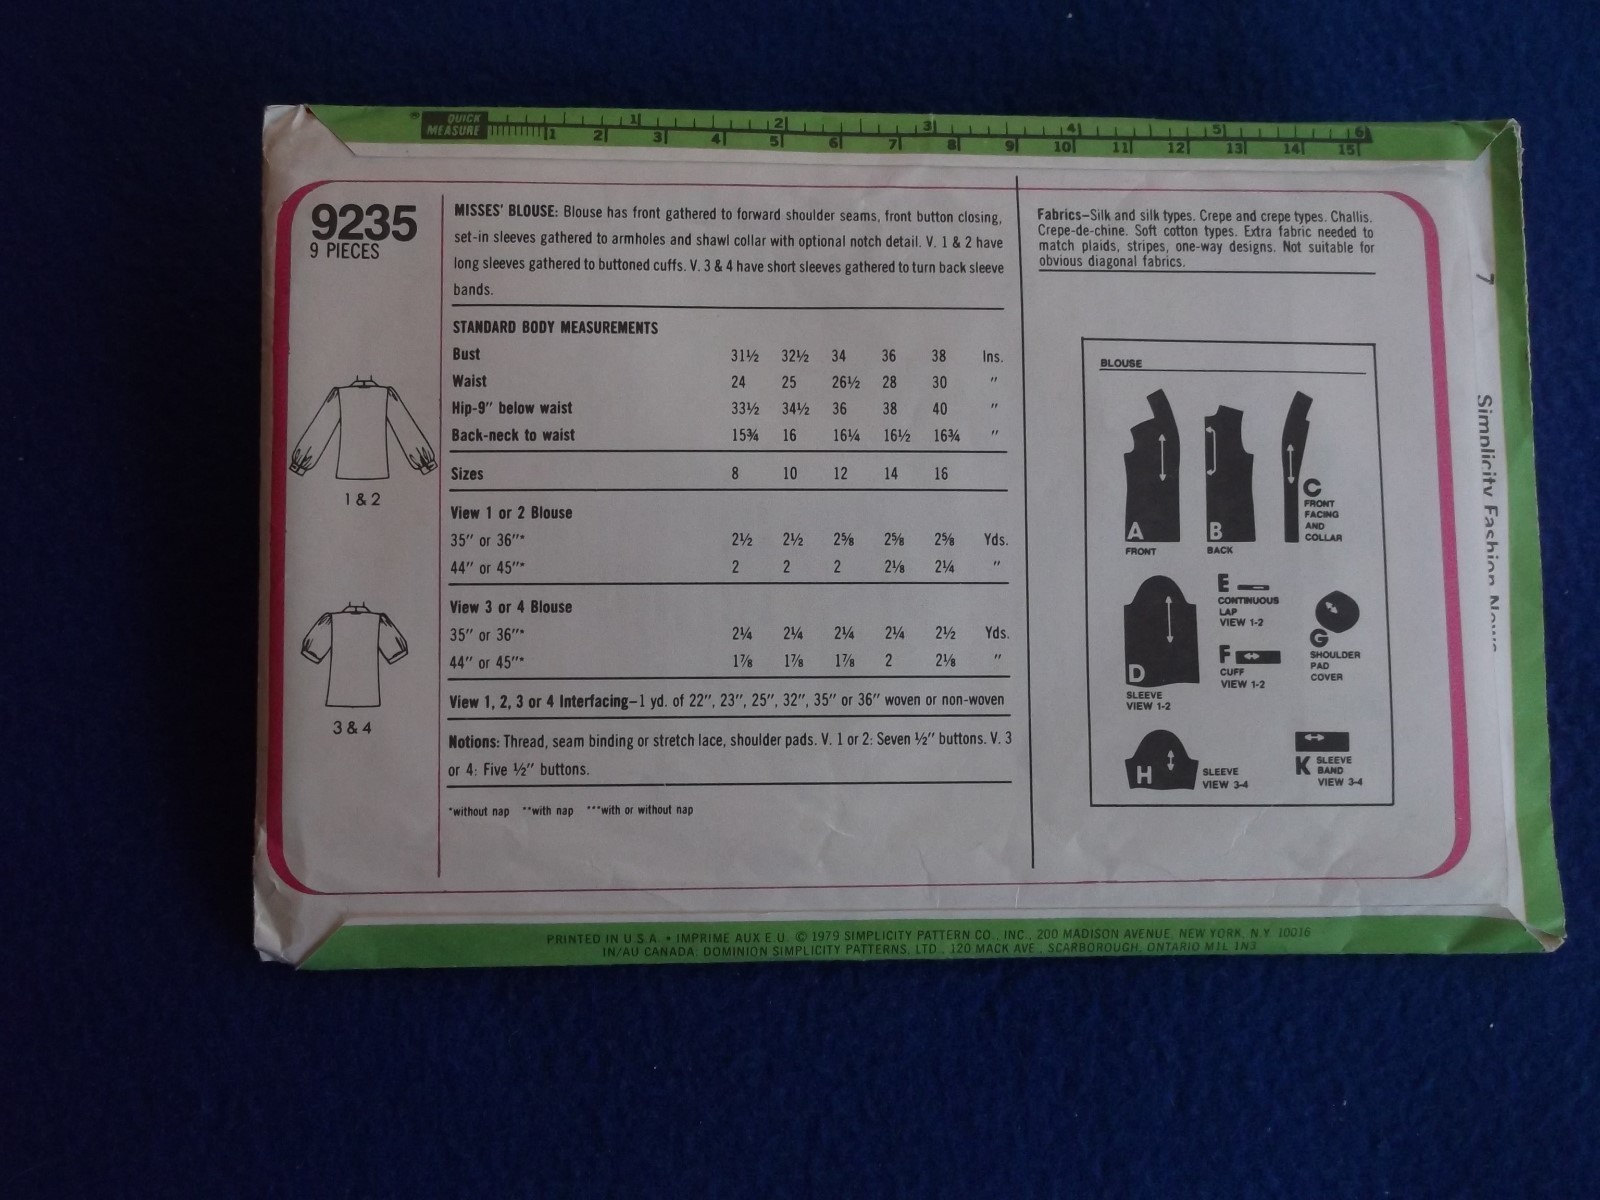 QUICK
MEASURE
1 2 3 4 5 6
1 2 3 4 5 6 7 8 9 10 11 12 13 14 15
9235
9 PIECES
1 & 2
3 & 4
MISSES' BLOUSE: Blouse has front gathered to forward shoulder seams, front button closing,
set-in sleeves gathered to armholes and shawl collar with optional notch detail. V. 1 & 2 have
long sleeves gathered to buttoned cuffs. V. 3 & 4 have short sleeves gathered to turn back sleeve
bands.
STANDARD BODY MEASUREMENTS
Bust 31½ 32½ 34 36 38 Ins.
Waist 24 25 26½ 28 30 "
Hip-9" below waist 33½ 34½ 36 38 40 "
Back-neck to waist 15¾ 16 16¼ 16½ 16¾ "
Sizes 8 10 12 14 16
View 1 or 2 Blouse
35" or 36"* 2½ 2½ 2⅝ 2⅝ 2⅝ Yds.
44" or 45"* 2 2 2 2⅛ 2¼ "
View 3 or 4 Blouse
35" or 36"* 2¼ 2¼ 2¼ 2¼ 2½ Yds.
44" or 45"* 1⅞ 1⅞ 1⅞ 2 2⅛ "
View 1, 2, 3 or 4 Interfacing—1 yd. of 22", 23", 25", 32", 35" or 36" woven or non-woven
Notions: Thread, seam binding or stretch lace, shoulder pads. V. 1 or 2: Seven ½" buttons. V. 3
or 4: Five ½" buttons.
*without nap **with nap ***with or without nap
Fabrics—Silk and silk types. Crepe and crepe types. Challis.
Crepe-de-chine. Soft cotton types. Extra fabric needed to
match plaids, stripes, one-way designs. Not suitable for
obvious diagonal fabrics.
BLOUSE
A
FRONT
B
BACK
C
FRONT
FACING
AND
COLLAR
D
SLEEVE
VIEW 1-2
E
CONTINUOUS
LAP
VIEW 1-2
F
CUFF
VIEW 1-2
G
SHOULDER
PAD
COVER
H
SLEEVE
VIEW 3-4
K
SLEEVE
BAND
VIEW 3-4
7
Simplicity Fashion News
PRINTED IN U.S.A. • IMPRIME AUX E.U. © 1979 SIMPLICITY PATTERN CO., INC., 200 MADISON AVENUE, NEW YORK, N.Y. 10016
IN/AU CANADA: DOMINION SIMPLICITY PATTERNS, LTD., 120 MACK AVE., SCARBOROUGH, ONTARIO M1L 1N3